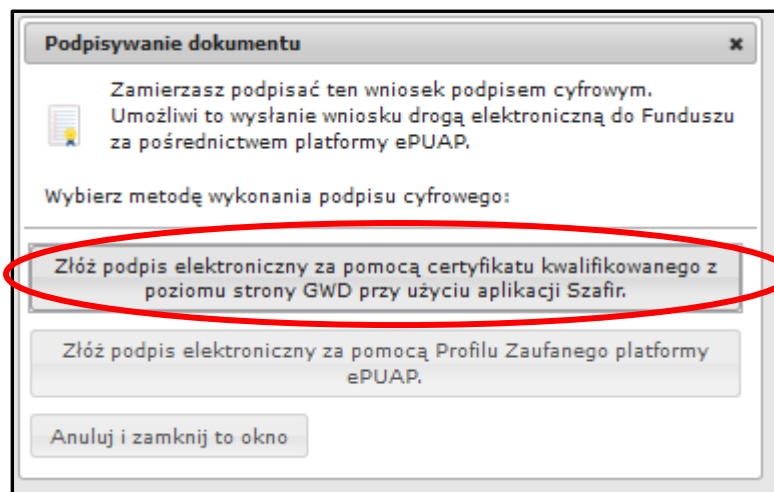 Podpisywanie dokumentu
Zamierzasz podpisać ten wniosek podpisem cyfrowym.
Umożliwi to wysłanie wniosku drogą elektroniczną do Funduszu
za pośrednictwem platformy ePUAP.
Wybierz metodę wykonania podpisu cyfrowego:
Złóż podpis elektroniczny za pomocą certyfikatu kwalifikowanego z
poziomu strony GWD przy użyciu aplikacji Szafir.
Złóż podpis elektroniczny za pomocą Profilu Zaufanego platformy
ePUAP.
Anuluj i zamknij to okno